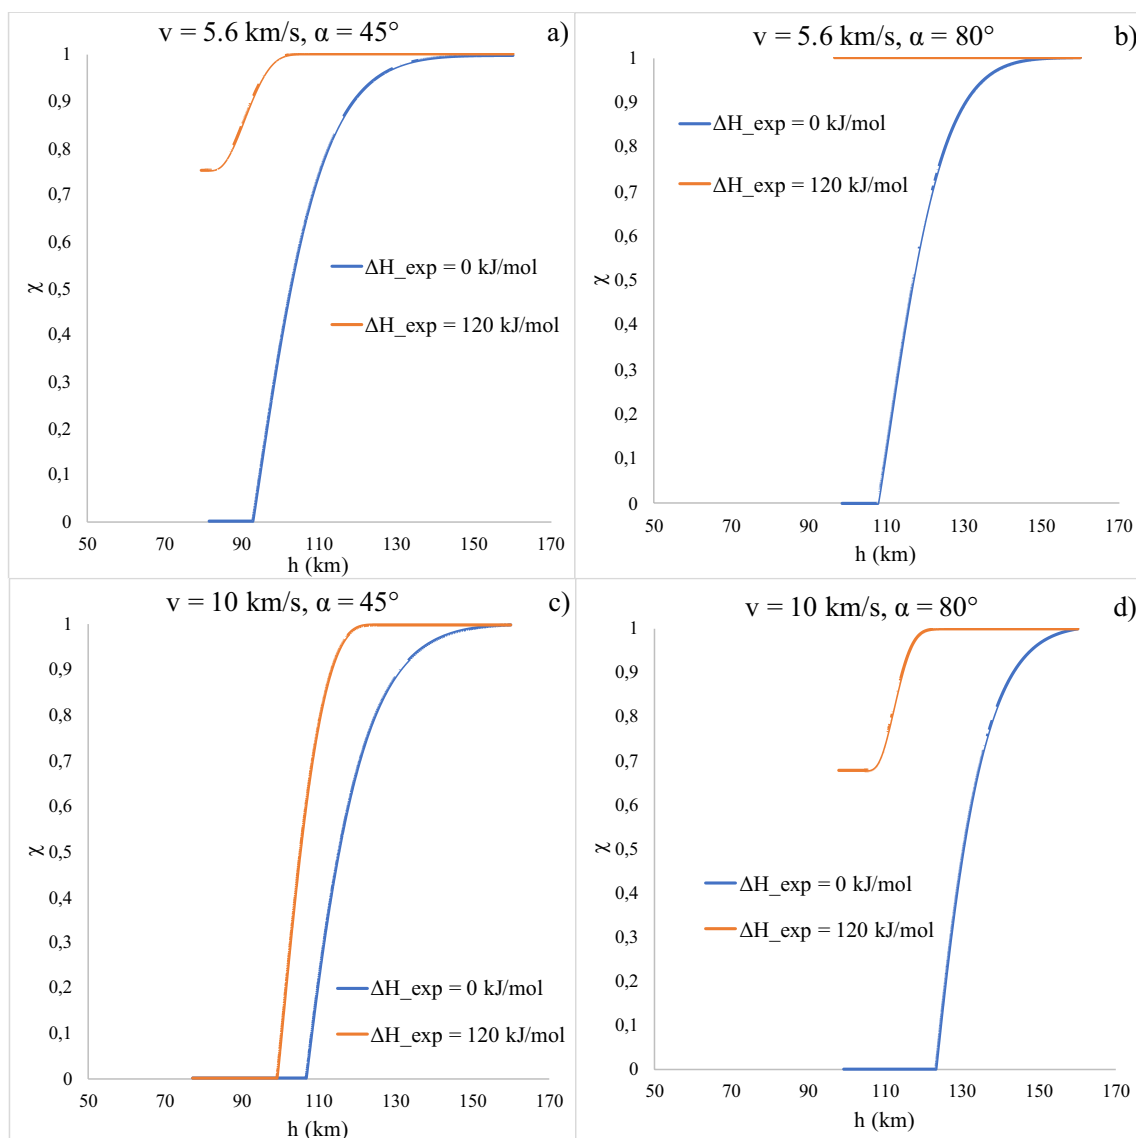 v = 5.6 km/s, α = 45°
a)
1
0,9
0,8
0,7
0,6
0,5
0,4
0,3
0,2
0,1
0
χ
ΔH_exp = 0 kJ/mol
ΔH_exp = 120 kJ/mol
50 70 90 110 130 150 170
h (km)
v = 5.6 km/s, α = 80°
b)
1
0,9
0,8
0,7
0,6
0,5
0,4
0,3
0,2
0,1
0
χ
ΔH_exp = 0 kJ/mol
ΔH_exp = 120 kJ/mol
50 70 90 110 130 150 170
h (km)
v = 10 km/s, α = 45°
c)
1
0,9
0,8
0,7
0,6
0,5
0,4
0,3
0,2
0,1
0
χ
ΔH_exp = 0 kJ/mol
ΔH_exp = 120 kJ/mol
50 70 90 110 130 150 170
h (km)
v = 10 km/s, α = 80°
d)
1
0,9
0,8
0,7
0,6
0,5
0,4
0,3
0,2
0,1
0
χ
ΔH_exp = 0 kJ/mol
ΔH_exp = 120 kJ/mol
50 70 90 110 130 150 170
h (km)